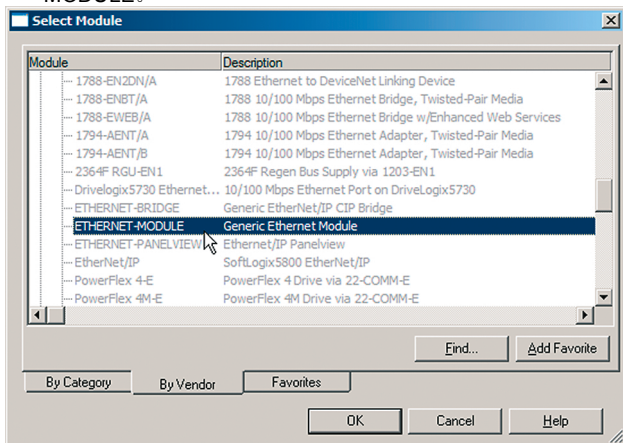 MODULE。
Select Module
Module Description
1788-EN2DN/A 1788 Ethernet to DeviceNet Linking Device
1788-ENBT/A 1788 10/100 Mbps Ethernet Bridge, Twisted-Pair Media
1788-EWEB/A 1788 10/100 Mbps Ethernet Bridge w/Enhanced Web Services
1794-AENT/A 1794 10/100 Mbps Ethernet Adapter, Twisted-Pair Media
1794-AENT/B 1794 10/100 Mbps Ethernet Adapter, Twisted-Pair Media
2364F RGU-EN1 2364F Regen Bus Supply via 1203-EN1
Drivelogix5730 Ethernet... 10/100 Mbps Ethernet Port on DriveLogix5730
ETHERNET-BRIDGE Generic EtherNet/IP CIP Bridge
ETHERNET-MODULE Generic Ethernet Module
ETHERNET-PANELVIEW Ethernet/IP Panelview
EtherNet/IP SoftLogix5800 EtherNet/IP
PowerFlex 4-E PowerFlex 4 Drive via 22-COMM-E
PowerFlex 4M-E PowerFlex 4M Drive via 22-COMM-E
Find... Add Favorite
By Category By Vendor Favorites
OK Cancel Help